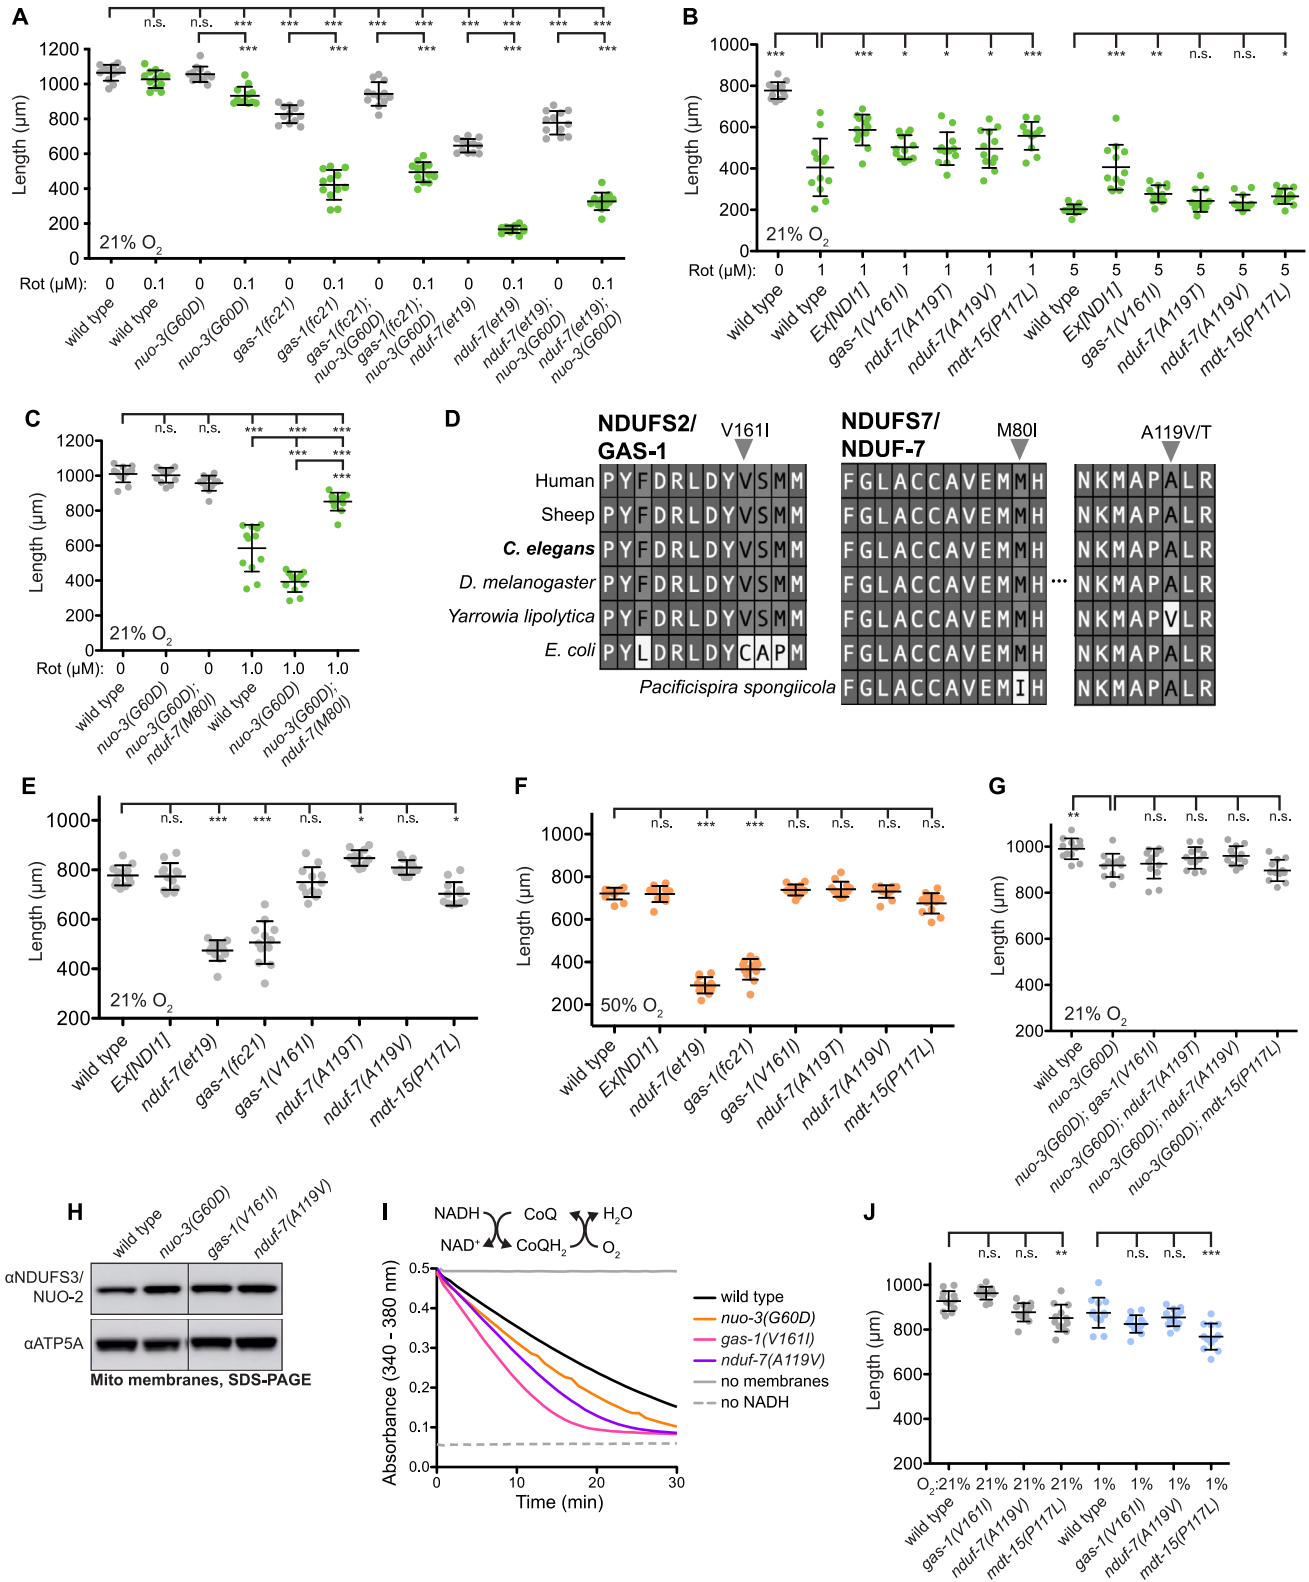 A
n.s. n.s. *** *** *** *** *** *** *** *** ***
*** *** *** *** ***
Length (µm)
1200
1000
800
600
400
200
0
21% O2
Rot (µM): 0 0.1 0 0.1 0 0.1 0 0.1 0 0.1 0 0.1
wild type
wild type
nuo-3(G60D)
nuo-3(G60D)
gas-1(fc21)
gas-1(fc21)
gas-1(fc21);
nuo-3(G60D)
gas-1(fc21);
nuo-3(G60D)
nduf-7(et19)
nduf-7(et19)
nduf-7(et19);
nuo-3(G60D)
nduf-7(et19);
nuo-3(G60D)
B
*** *** * * * *** *** ** n.s. n.s. *
Length (µm)
1000
800
600
400
200
0
21% O2
Rot (µM): 0 1 1 1 1 1 1 5 5 5 5 5 5
wild type
wild type
Ex[NDI1]
gas-1(V161I)
nduf-7(A119T)
nduf-7(A119V)
mdt-15(P117L)
wild type
Ex[NDI1]
gas-1(V161I)
nduf-7(A119T)
nduf-7(A119V)
mdt-15(P117L)
C
n.s. n.s. *** *** ***
*** ***
***
Length (µm)
1200
1000
800
600
400
200
0
21% O2
Rot (µM): 0 0 0 1.0 1.0 1.0
wild type
nuo-3(G60D)
nuo-3(G60D);
nduf-7(M80I)
wild type
nuo-3(G60D)
nuo-3(G60D);
nduf-7(M80I)
D
NDUFS2/
GAS-1
V161I
NDUFS7/
NDUF-7
M80I
A119V/T
Human PYFDRLDYVSMM FGLACCAVEMMH NKMAPALR
Sheep PYFDRLDYVSMM FGLACCAVEMMH NKMAPALR
C. elegans PYFDRLDYVSMM FGLACCAVEMMH NKMAPALR
D. melanogaster PYFDRLDYVSMM FGLACCAVEMMH ... NKMAPALR
Yarrowia lipolytica PYFDRLDYVSMM FGLACCAVEMMH NKMAPVLR
E. coli PYLDRLDYCAPM FGLACCAVEMMH NKMAPALR
Pacificispira spongiicola FGLACCAVEMIH NKMAPALR
E
n.s. *** *** n.s. * n.s. *
Length (µm)
1000
800
600
400
200
21% O2
wild type
Ex[NDI1]
nduf-7(et19)
gas-1(fc21)
gas-1(V161I)
nduf-7(A119T)
nduf-7(A119V)
mdt-15(P117L)
F
n.s. *** *** n.s. n.s. n.s. n.s.
Length (µm)
1000
800
600
400
200
50% O2
wild type
Ex[NDI1]
nduf-7(et19)
gas-1(fc21)
gas-1(V161I)
nduf-7(A119T)
nduf-7(A119V)
mdt-15(P117L)
G
** n.s. n.s. n.s. n.s.
Length (µm)
1000
800
600
400
200
21% O2
wild type
nuo-3(G60D)
nuo-3(G60D); gas-1(V161I)
nuo-3(G60D); nduf-7(A119T)
nuo-3(G60D); nduf-7(A119V)
nuo-3(G60D); mdt-15(P117L)
H
wild type
nuo-3(G60D)
gas-1(V161I)
nduf-7(A119V)
αNDUFS3/
NUO-2
αATP5A
Mito membranes, SDS-PAGE
I
NADH CoQ H2O
NAD+ CoQH2 O2
Absorbance (340 - 380 nm)
0.5
0.4
0.3
0.2
0.1
0.0
0 10 20 30
Time (min)
wild type
nuo-3(G60D)
gas-1(V161I)
nduf-7(A119V)
no membranes
no NADH
J
n.s. n.s. ** n.s. n.s. ***
Length (µm)
1000
800
600
400
200
O2: 21% 21% 21% 21% 1% 1% 1% 1%
wild type
gas-1(V161I)
nduf-7(A119V)
mdt-15(P117L)
wild type
gas-1(V161I)
nduf-7(A119V)
mdt-15(P117L)